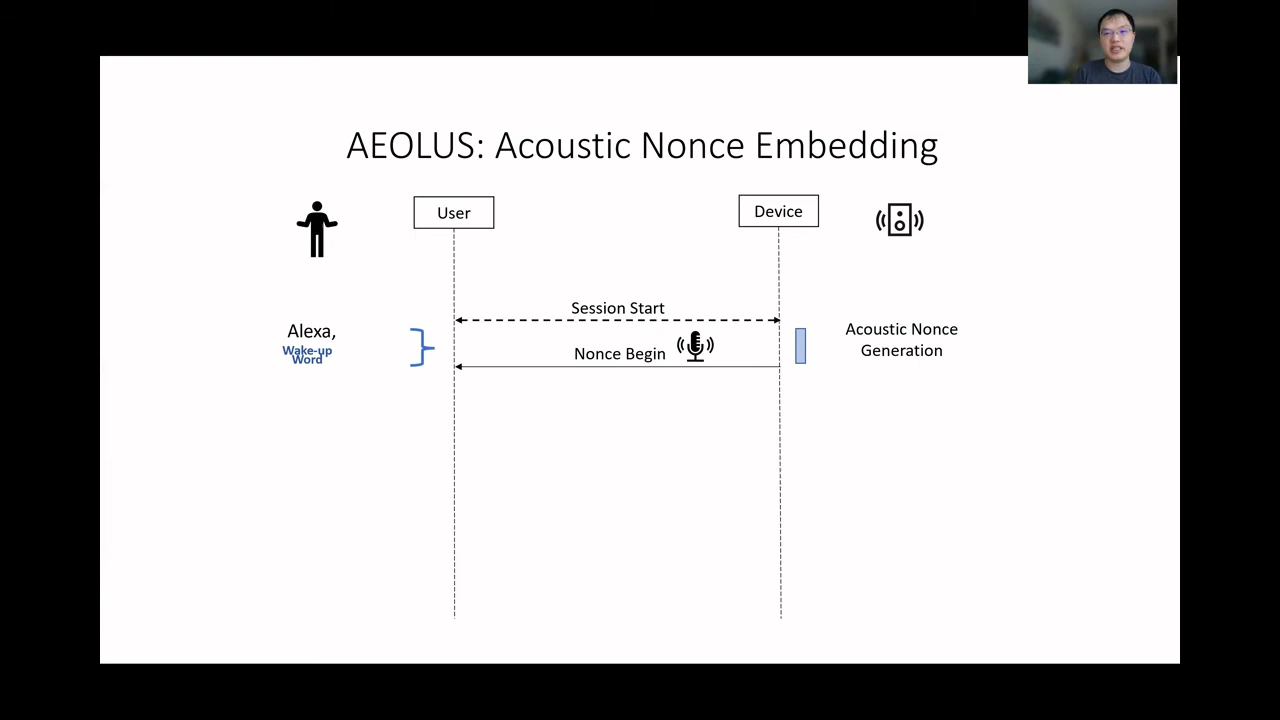 AEOLUS: Acoustic Nonce Embedding
User
Device
Session Start
Alexa,
Wake-up
Word
Nonce Begin
Acoustic Nonce
Generation